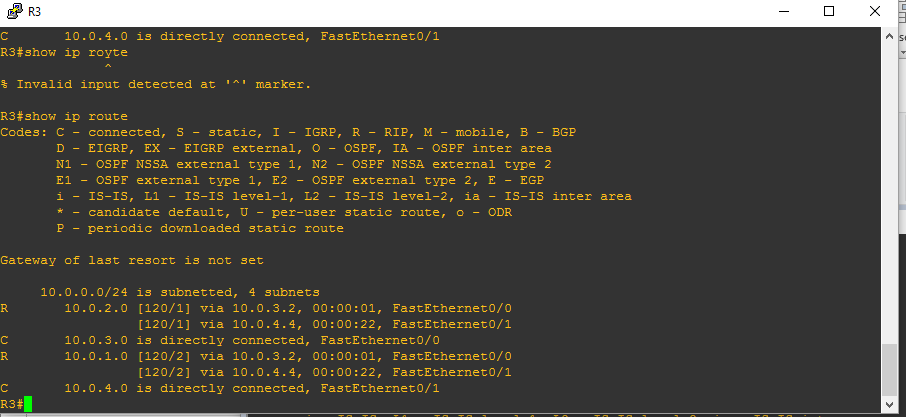 R3
C       10.0.4.0 is directly connected, FastEthernet0/1
R3#show ip royte
             ^
% Invalid input detected at '^' marker.
R3#show ip route
Codes: C - connected, S - static, I - IGRP, R - RIP, M - mobile, B - BGP
       D - EIGRP, EX - EIGRP external, O - OSPF, IA - OSPF inter area
       N1 - OSPF NSSA external type 1, N2 - OSPF NSSA external type 2
       E1 - OSPF external type 1, E2 - OSPF external type 2, E - EGP
       i - IS-IS, L1 - IS-IS level-1, L2 - IS-IS level-2, ia - IS-IS inter area
       * - candidate default, U - per-user static route, o - ODR
       P - periodic downloaded static route
Gateway of last resort is not set
     10.0.0.0/24 is subnetted, 4 subnets
R       10.0.2.0 [120/1] via 10.0.3.2, 00:00:01, FastEthernet0/0
                 [120/1] via 10.0.4.4, 00:00:22, FastEthernet0/1
C       10.0.3.0 is directly connected, FastEthernet0/0
R       10.0.1.0 [120/2] via 10.0.3.2, 00:00:01, FastEthernet0/0
                 [120/2] via 10.0.4.4, 00:00:22, FastEthernet0/1
C       10.0.4.0 is directly connected, FastEthernet0/1
R3#